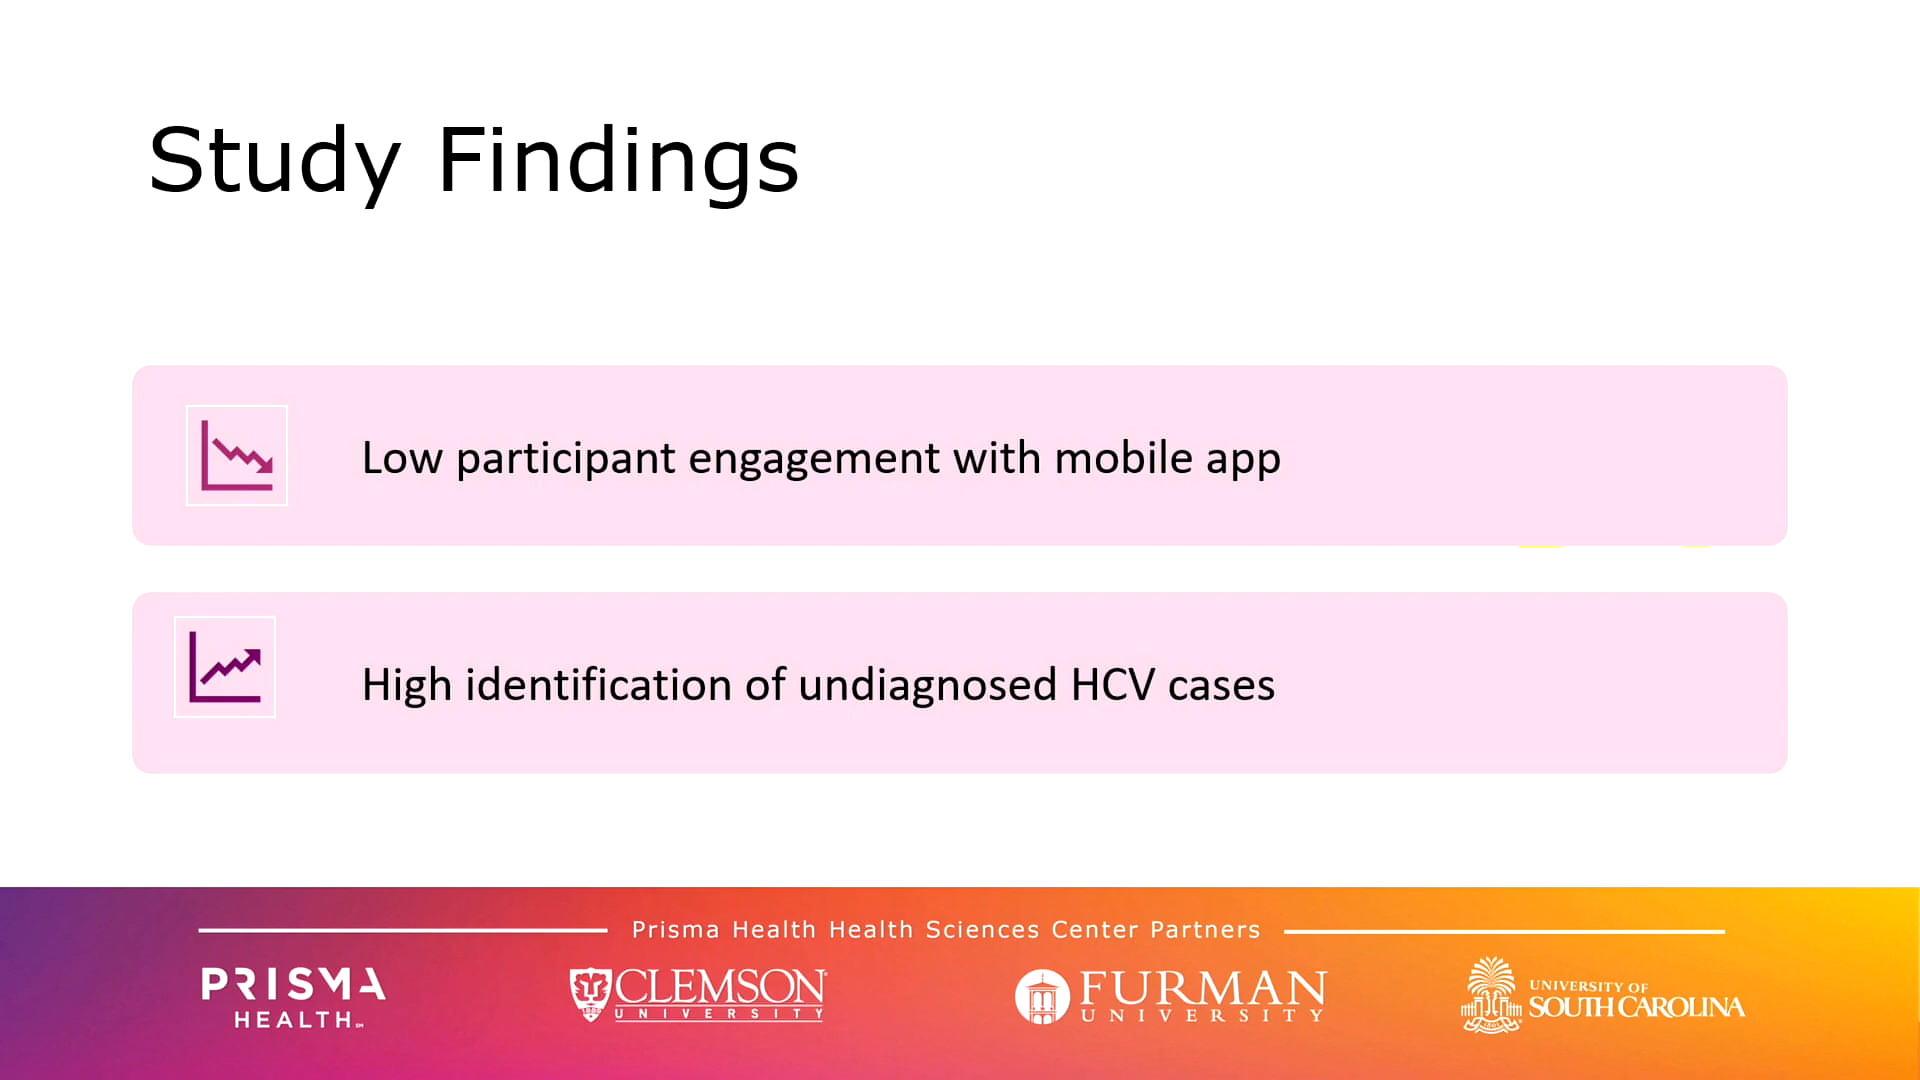 Study Findings
Low participant engagement with mobile app
High identification of undiagnosed HCV cases
Prisma Health Health Sciences Center Partners
PRISMA
HEALTH
CLEMSON
UNIVERSITY
FURMAN
UNIVERSITY
UNIVERSITY OF
SOUTH CAROLINA